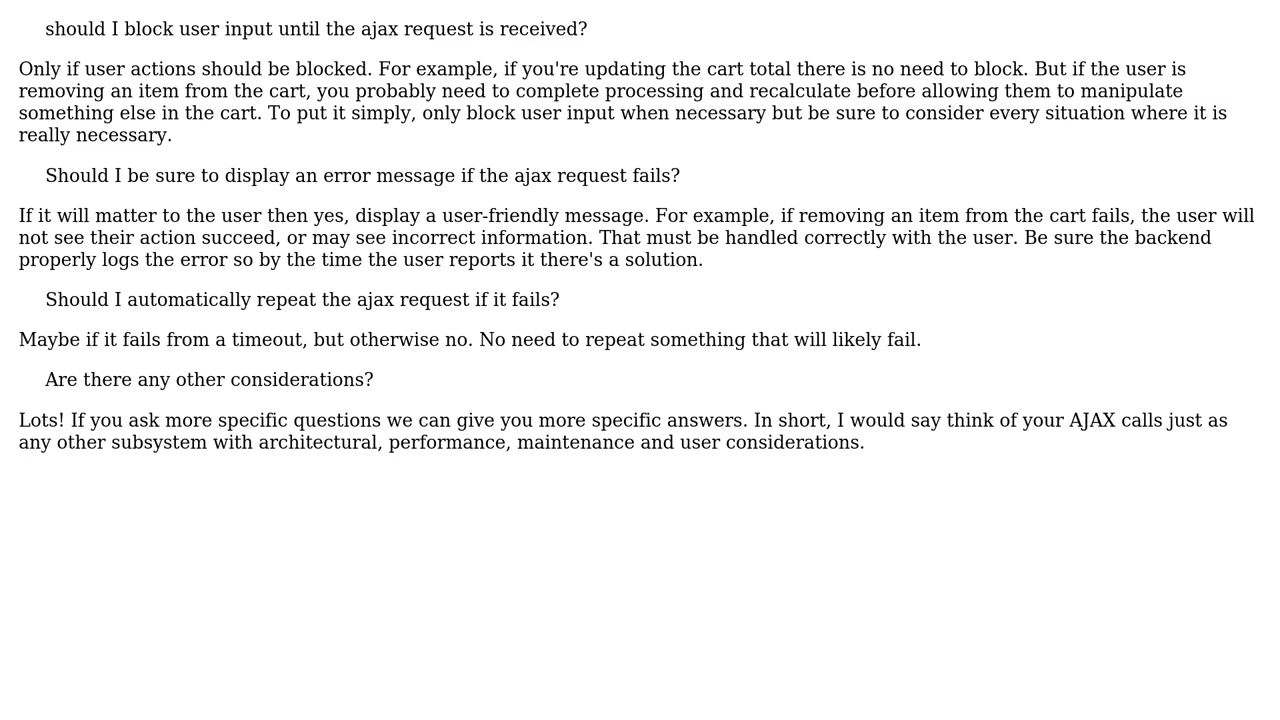 should I block user input until the ajax request is received?
Only if user actions should be blocked. For example, if you're updating the cart total there is no need to block. But if the user is
removing an item from the cart, you probably need to complete processing and recalculate before allowing them to manipulate
something else in the cart. To put it simply, only block user input when necessary but be sure to consider every situation where it is
really necessary.
Should I be sure to display an error message if the ajax request fails?
If it will matter to the user then yes, display a user-friendly message. For example, if removing an item from the cart fails, the user will
not see their action succeed, or may see incorrect information. That must be handled correctly with the user. Be sure the backend
properly logs the error so by the time the user reports it there's a solution.
Should I automatically repeat the ajax request if it fails?
Maybe if it fails from a timeout, but otherwise no. No need to repeat something that will likely fail.
Are there any other considerations?
Lots! If you ask more specific questions we can give you more specific answers. In short, I would say think of your AJAX calls just as
any other subsystem with architectural, performance, maintenance and user considerations.